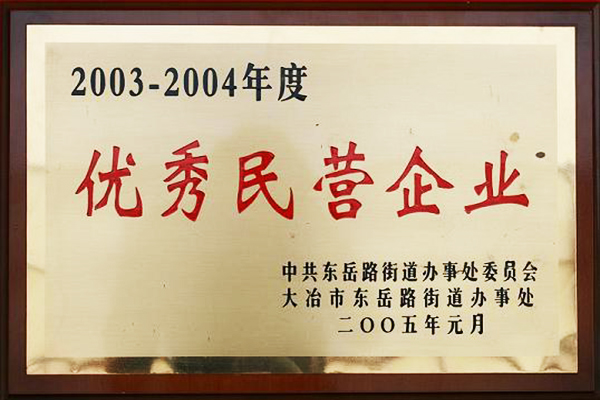 2003-2004年度
优秀民营企业
中共东岳路街道办事处委员会
大冶市东岳路街道办事处
二〇〇五年元月